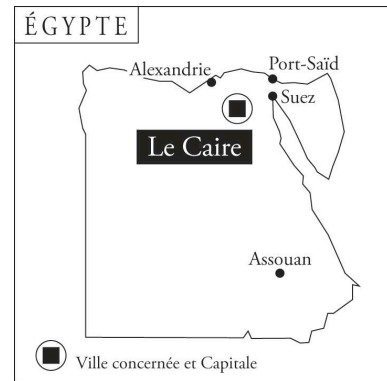 ÉGYPTE
Alexandrie
Port-Saïd
Suez
Le Caire
Assouan
Ville concernée et Capitale